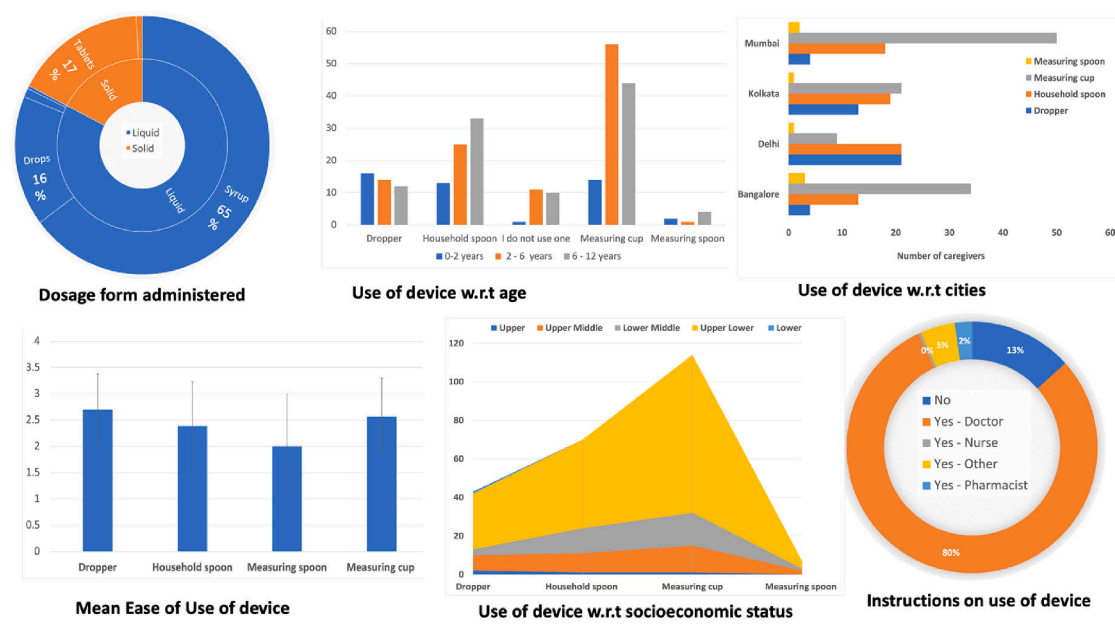 Tablets
17
%
Solid
Liquid
Solid
Drops
16
%
Liquid
Syrup
65
%
Dosage form administered
60
50
40
30
20
10
0
Dropper Household spoon I do not use one Measuring cup Measuring spoon
0-2 years 2 - 6 years 6 - 12 years
Use of device w.r.t age
Mumbai
Kolkata
Delhi
Bangalore
Measuring spoon
Measuring cup
Household spoon
Dropper
0 10 20 30 40 50 60
Number of caregivers
Use of device w.r.t cities
4
3.5
3
2.5
2
1.5
1
0.5
0
Dropper Household spoon Measuring spoon Measuring cup
Mean Ease of Use of device
Upper Upper Middle Lower Middle Upper Lower Lower
120
100
80
60
40
20
0
Dropper Household spoon Measuring cup Measuring spoon
Use of device w.r.t socioeconomic status
0% 5% 2% 13%
No
Yes - Doctor
Yes - Nurse
Yes - Other
Yes - Pharmacist
80%
Instructions on use of device